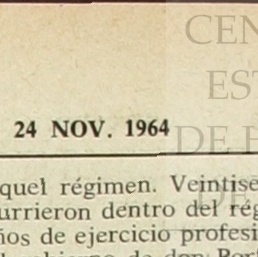 CEN
EST
DE
24 NOV. 1964
quel régimen. Veintise
urrieron dentro del rég
ños de ejercicio profesi